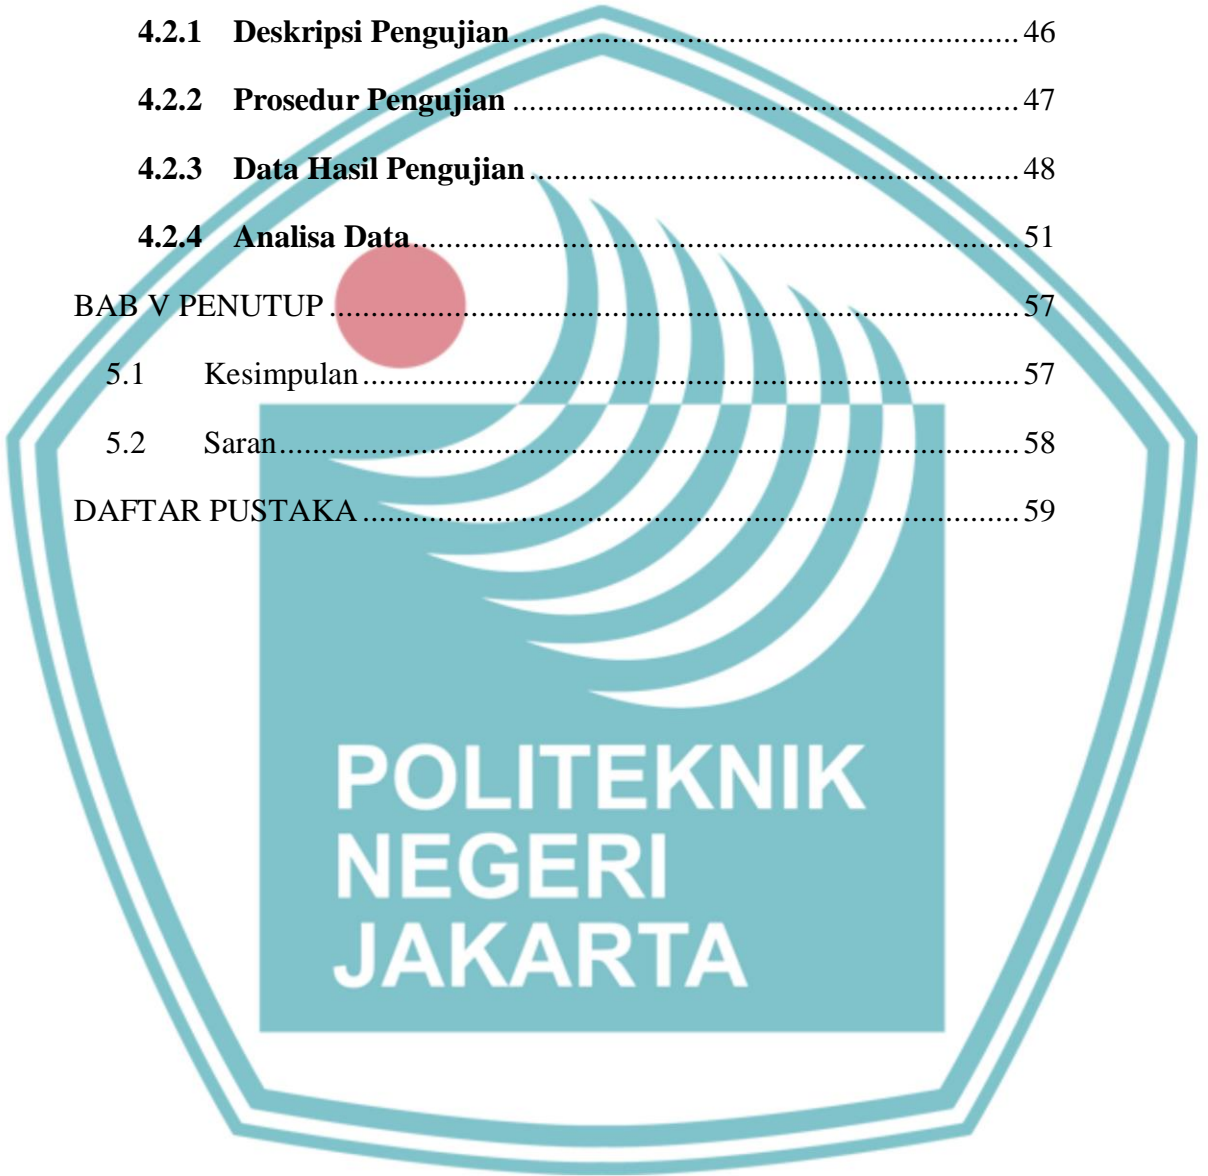 4.2.1 Deskripsi Pengujian.................................................................46
4.2.2 Prosedur Pengujian.................................................................47
4.2.3 Data Hasil Pengujian..............................................................48
4.2.4 Analisa Data..............................................................................51
BAB V PENUTUP.........................................................................................57
5.1 Kesimpulan....................................................................................57
5.2 Saran...............................................................................................58
DAFTAR PUSTAKA.....................................................................................59
POLITEKNIK
NEGERI
JAKARTA